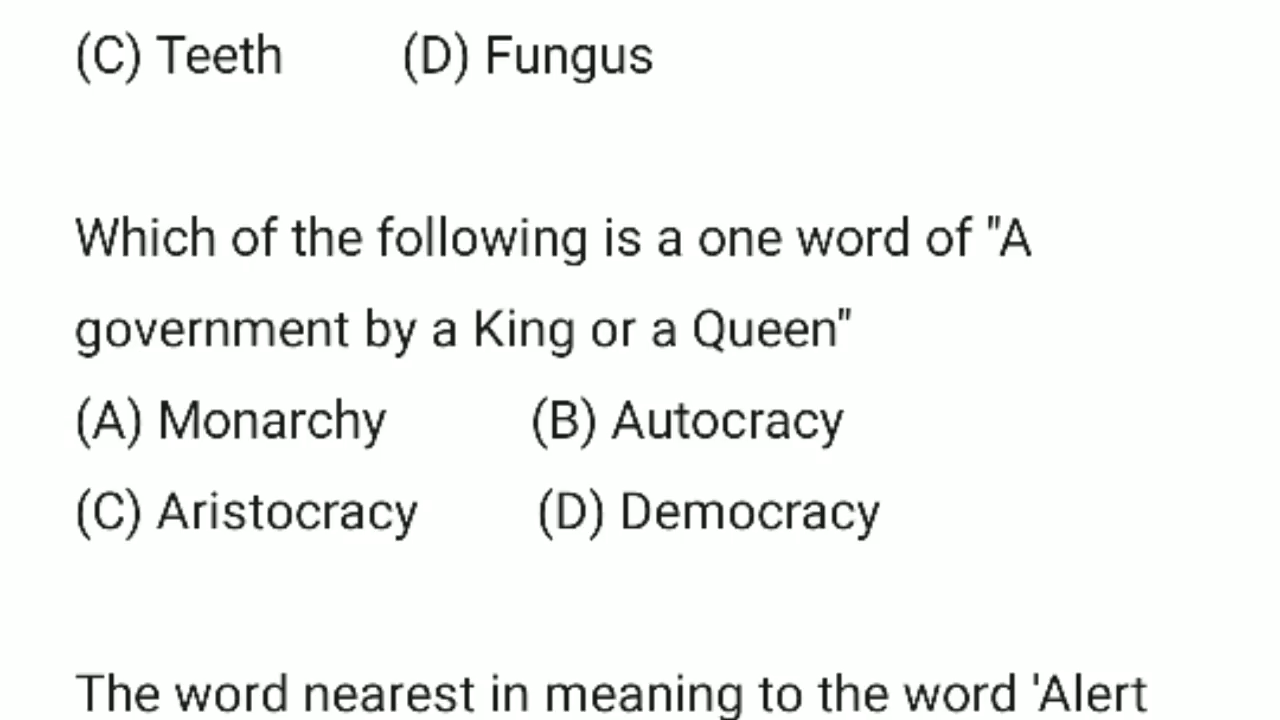 (C) Teeth (D) Fungus
Which of the following is a one word of "A
government by a King or a Queen"
(A) Monarchy (B) Autocracy
(C) Aristocracy (D) Democracy
The word nearest in meaning to the word 'Alert